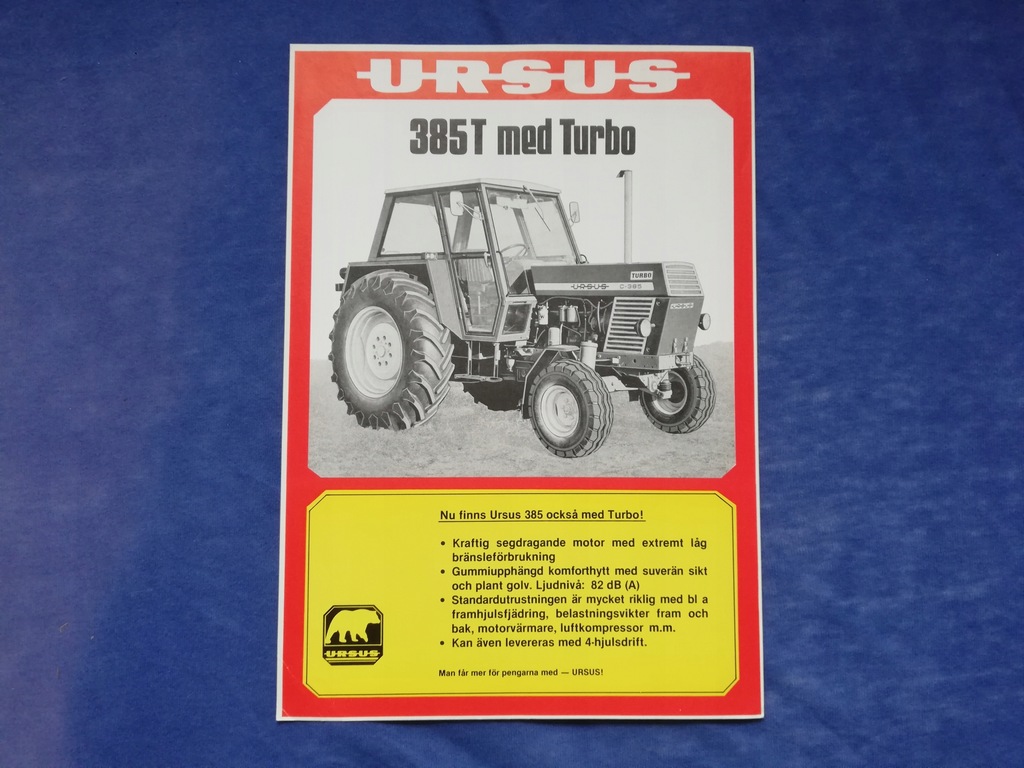 URSUS
385T med Turbo
TURBO
URSUS C-385
URSUS
Nu finns Ursus 385 också med Turbo!
• Kraftig segdragande motor med extremt låg
bränsleförbrukning
• Gummiupphängd komforthytt med suverän sikt
och plant golv. Ljudnivå: 82 dB (A)
• Standardutrustningen är mycket riklig med bl a
framhjulsfjädring, belastningsvikter fram och
bak, motorvärmare, luftkompressor m.m.
• Kan även levereras med 4-hjulsdrift.
URSUS
Man får mer för pengarna med — URSUS!